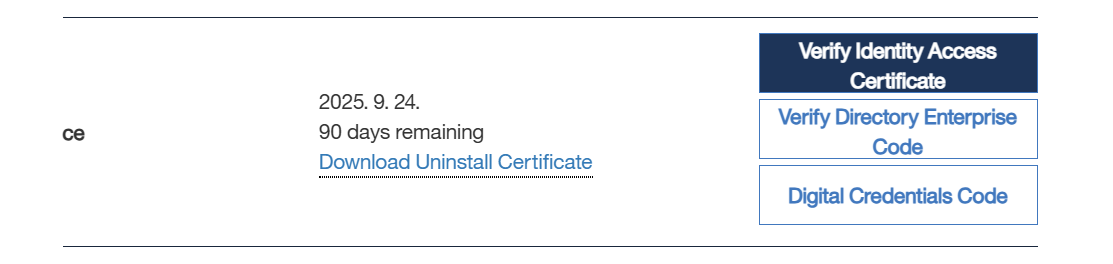 ce
2025. 9. 24.
90 days remaining
Download Uninstall Certificate
Verify Identity Access
Certificate
Verify Directory Enterprise
Code
Digital Credentials Code